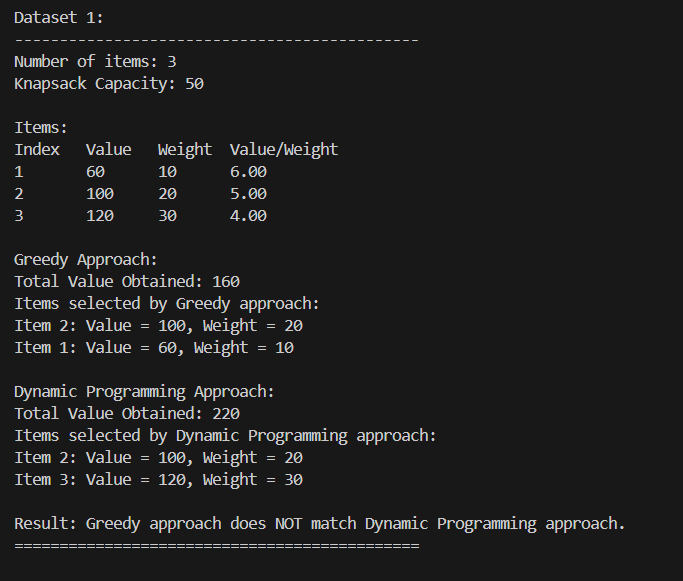 Dataset 1:
---------------------------------------------
Number of items: 3
Knapsack Capacity: 50
Items:
Index Value Weight Value/Weight
1 60 10 6.00
2 100 20 5.00
3 120 30 4.00
Greedy Approach:
Total Value Obtained: 160
Items selected by Greedy approach:
Item 2: Value = 100, Weight = 20
Item 1: Value = 60, Weight = 10
Dynamic Programming Approach:
Total Value Obtained: 220
Items selected by Dynamic Programming approach:
Item 2: Value = 100, Weight = 20
Item 3: Value = 120, Weight = 30
Result: Greedy approach does NOT match Dynamic Programming approach.
=============================================